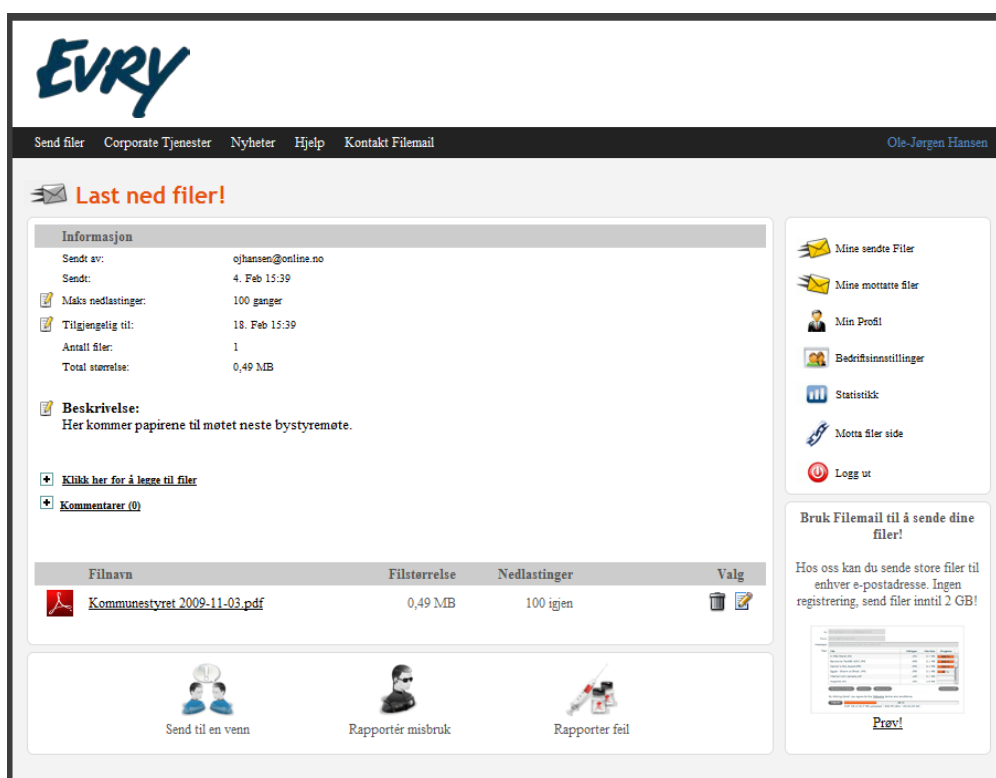 EVRY
Send filer Corporate Tjenester Nyheter Hjelp Kontakt Filemail Ole-Jørgen Hansen
Last ned filer!
Informasjon
Sendt av: ojhansen@online.no
Sendt: 4. Feb 15:39
Maks nedlastinger: 100 ganger
Tilgjengelig til: 18. Feb 15:39
Antall filer: 1
Total størrelse: 0,49 MB
Beskrivelse:
Her kommer papirene til møtet neste bystyremøte.
Klikk her for å legge til filer
Kommentarer (0)
Filnavn Filstørrelse Nedlastinger Valg
Kommunestyret 2009-11-03.pdf 0,49 MB 100 igjen
Send til en venn Rapportér misbruk Rapporter feil
Mine sendte Filer
Mine mottatte filer
Min Profil
Bedriftsinnstillinger
Statistikk
Motta filer side
Logg ut
Bruk Filemail til å sende dine
filer!
Hos oss kan du sende store filer til
enhver e-postadresse. Ingen
registrering, send filer inntil 2 GB!
Prøv!